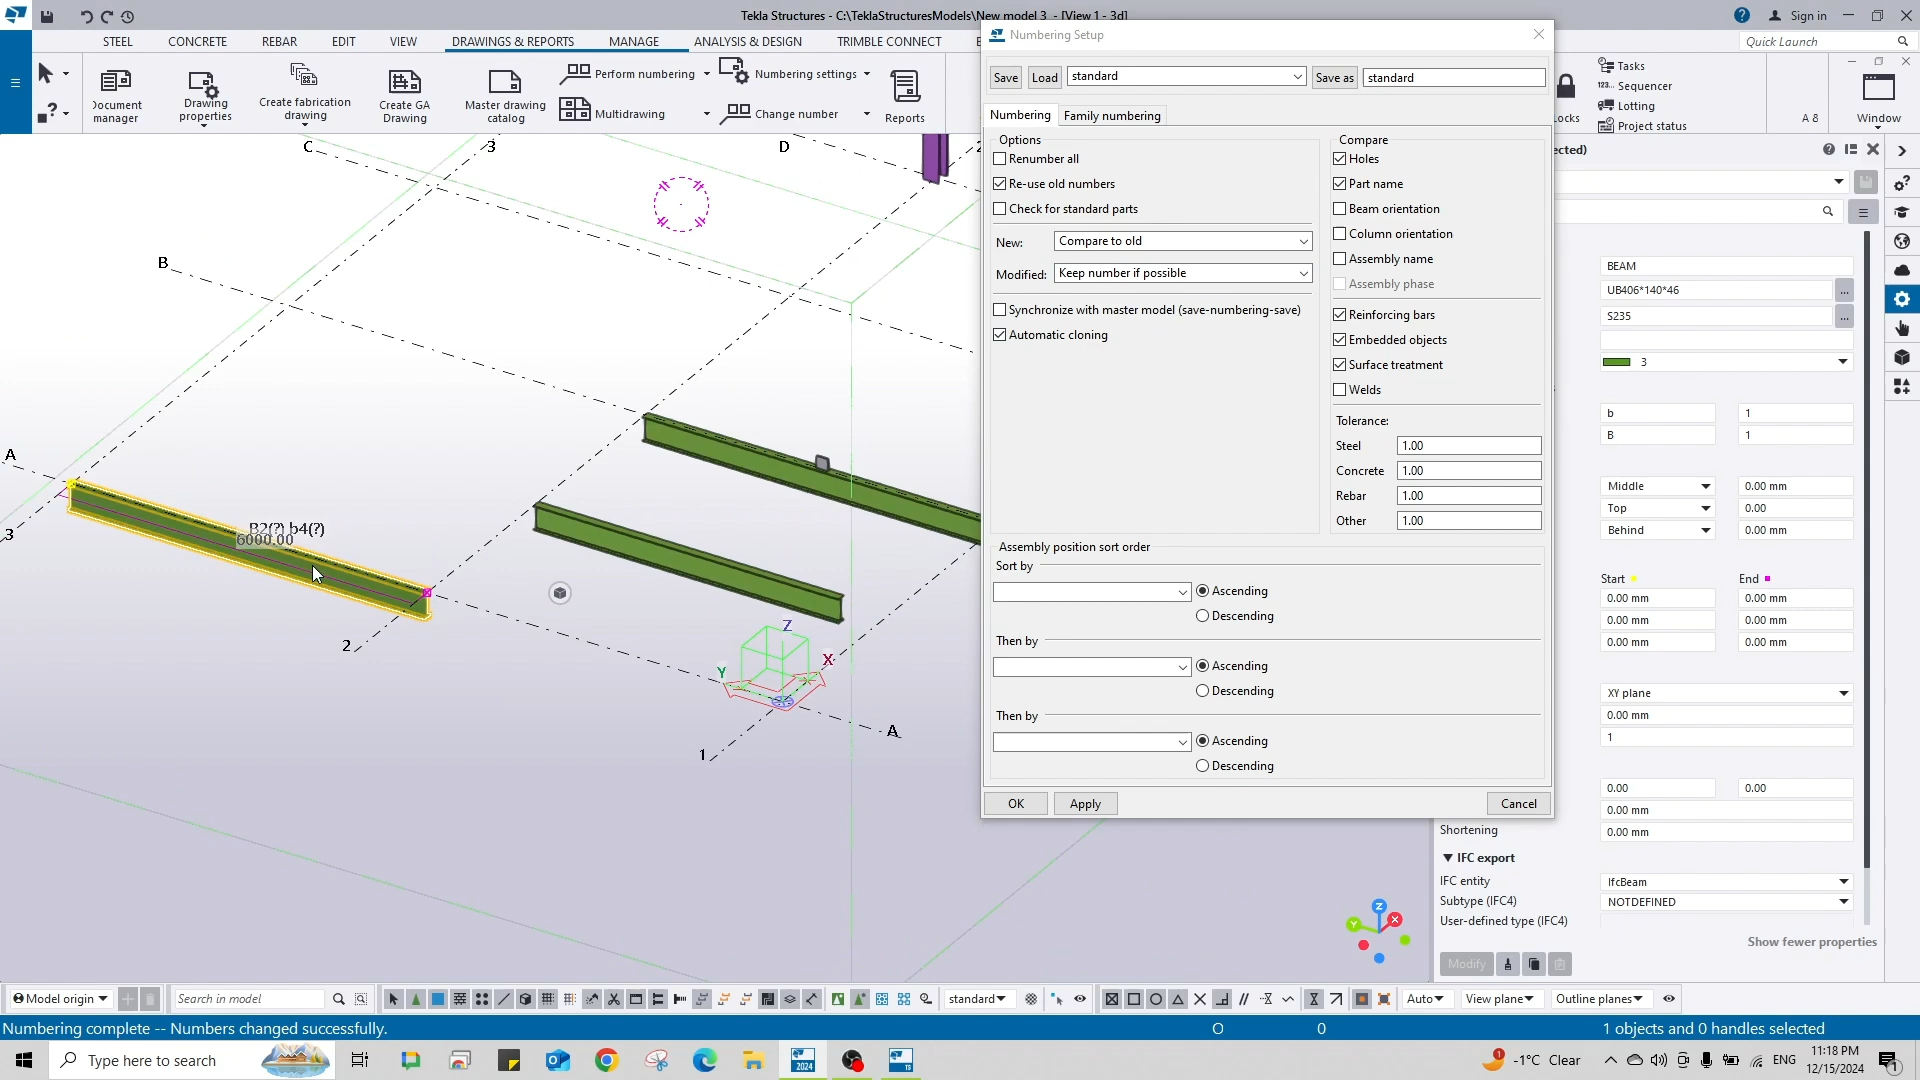 Tekla Structures - C:\TeklaStructuresModels\New model 3 - [View 1 - 3d]
Sign in
STEEL
CONCRETE
REBAR
EDIT
VIEW
DRAWINGS & REPORTS
MANAGE
ANALYSIS & DESIGN
TRIMBLE CONNECT
Quick Launch
Document manager
Drawing properties
Create fabrication drawing
Create GA Drawing
Master drawing catalog
Perform numbering
Multidrawing
Numbering settings
Change number
Reports
Locks
Tasks
Sequencer
Lotting
Project status
A 8
Window
Numbering Setup
Save
Load
standard
Save as
standard
Numbering
Family numbering
Options
Renumber all
Re-use old numbers
Check for standard parts
New:
Compare to old
Modified:
Keep number if possible
Synchronize with master model (save-numbering-save)
Automatic cloning
Compare
Holes
Part name
Beam orientation
Column orientation
Assembly name
Assembly phase
Reinforcing bars
Embedded objects
Surface treatment
Welds
Tolerance:
Steel
1.00
Concrete
1.00
Rebar
1.00
Other
1.00
Assembly position sort order
Sort by
Ascending
Descending
Then by
Ascending
Descending
Then by
Ascending
Descending
OK
Apply
Cancel
C
3
D
2
B
A
3
B2(?) b4(?)
6000.00
2
Z
Y
X
1
A
ected)
BEAM
UB406*140*46
...
S235
...
3
b
1
B
1
Middle
0.00 mm
Top
0.00
Behind
0.00 mm
Start
End
0.00 mm
0.00 mm
0.00 mm
0.00 mm
0.00 mm
0.00 mm
XY plane
0.00 mm
1
0.00
0.00
0.00 mm
Shortening
0.00 mm
IFC export
IFC entity
IfcBeam
Subtype (IFC4)
NOTDEFINED
User-defined type (IFC4)
Show fewer properties
Modify
Z
Y
X
Model origin
Search in model
standard
Auto
View plane
Outline planes
Numbering complete -- Numbers changed successfully.
O
0
1 objects and 0 handles selected
Type here to search
2024
TS
1
-1°C Clear
ENG
11:18 PM
12/15/2024
1